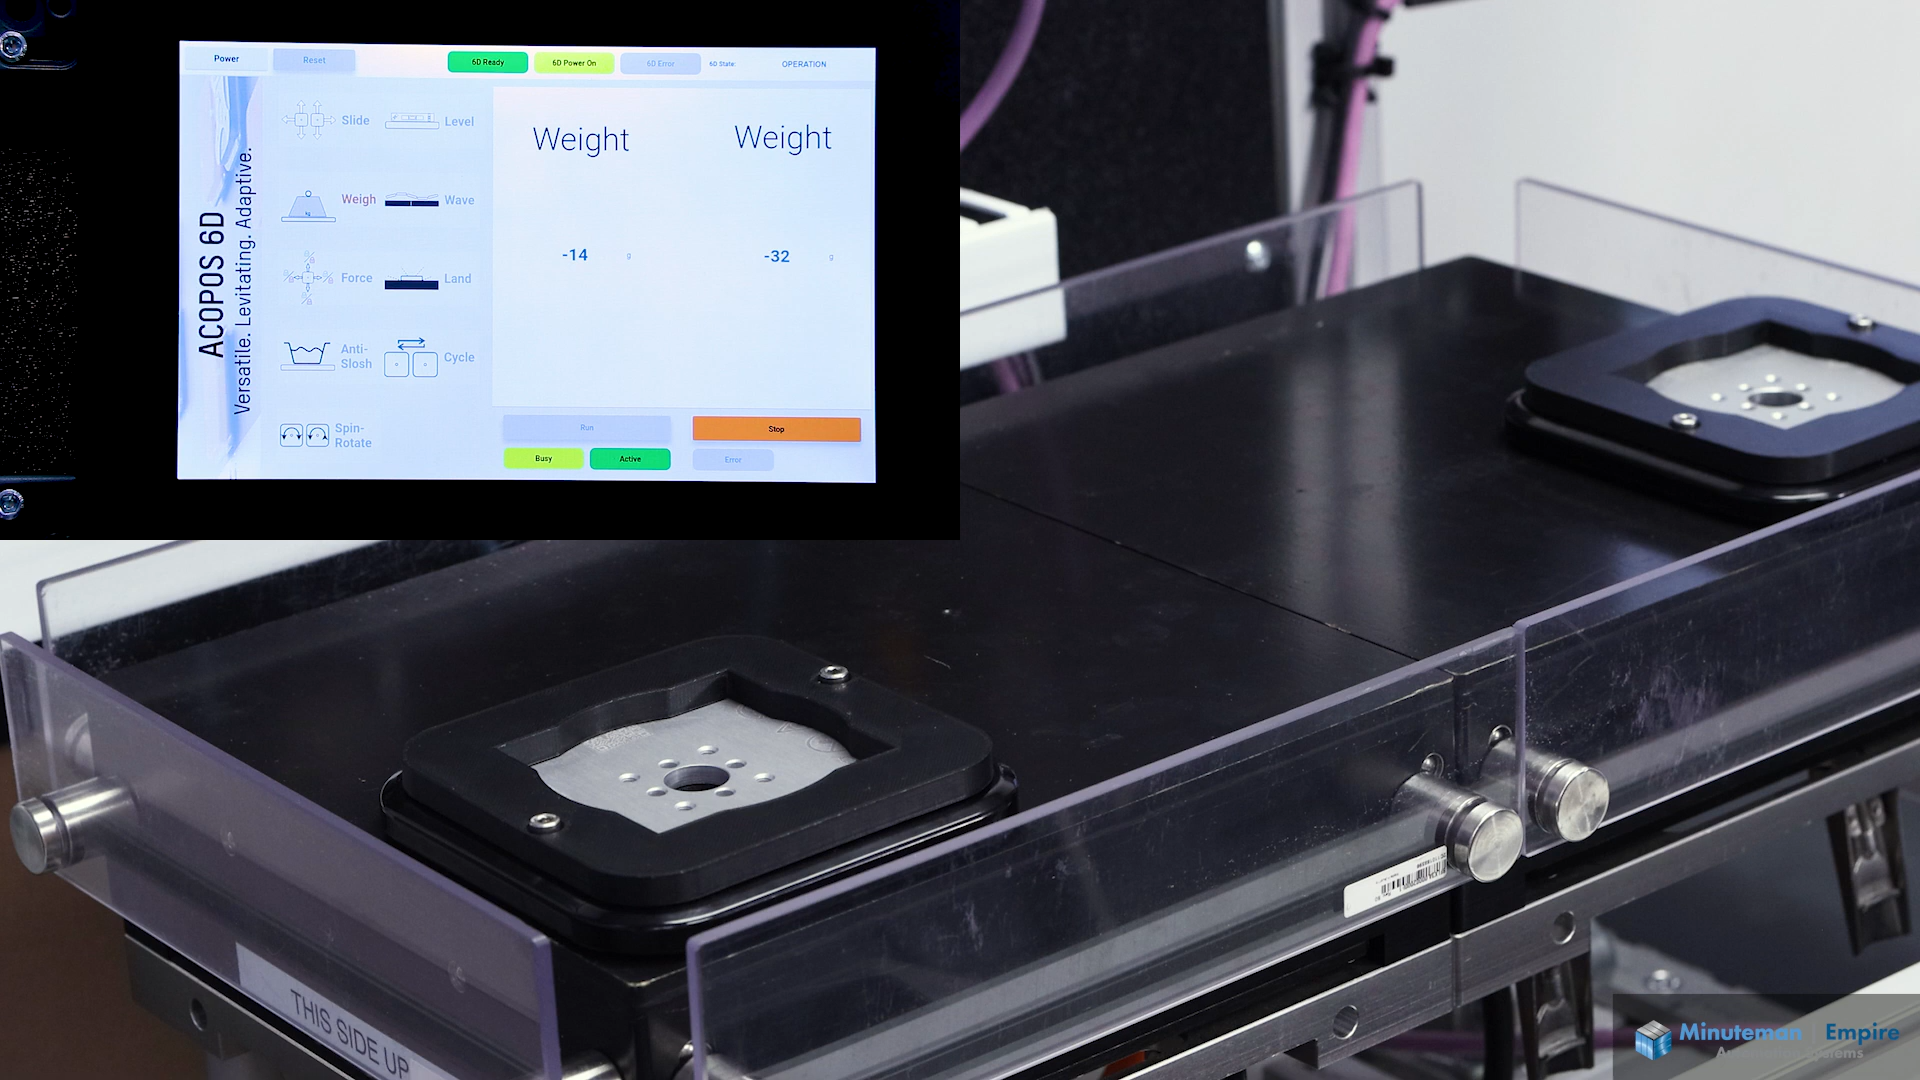 Power
Reset
6D Ready
6D Power On
6D Error
6D State:
OPERATION
ACOPOS 6D
Versatile. Levitating. Adaptive.
Slide
Level
Weigh
Wave
Force
Land
Anti-
Slosh
Cycle
Spin-
Rotate
Weight
Weight
-14 g
-32 g
Run
Stop
Busy
Active
Error
THIS SIDE UP
Minuteman | Empire